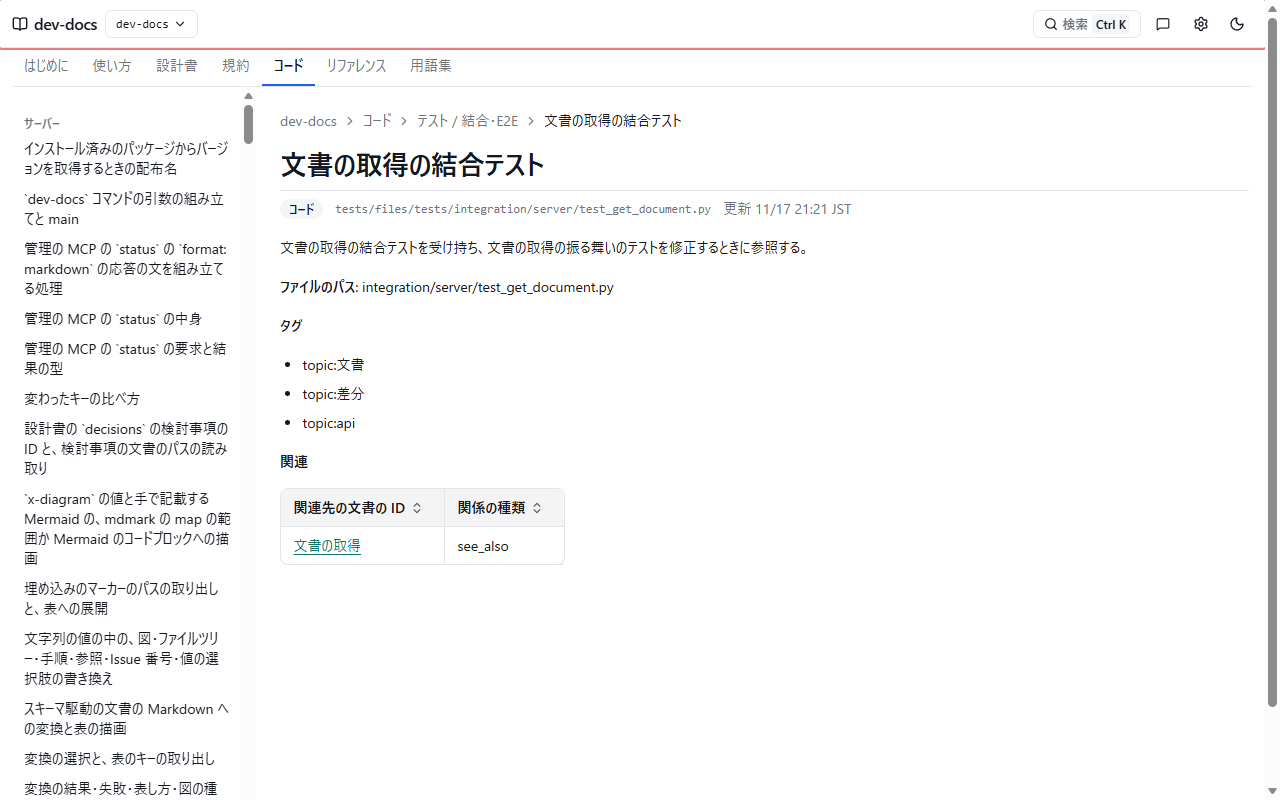 dev-docs
dev-docs
検索 Ctrl K
はじめに 使い方 設計書 規約 コード リファレンス 用語集
サーバー
インストール済みのパッケージからバージ
ョンを取得するときの配布名
`dev-docs` コマンドの引数の組み立
てと main
管理の MCP の `status` の `format:
markdown` の応答の文を組み立て
る処理
管理の MCP の `status` の中身
管理の MCP の `status` の要求と結
果の型
変わったキーの比べ方
設計書の `decisions` の検討事項の
ID と、検討事項の文書のパスの読み
取り
`x-diagram` の値と手で記載する
Mermaid の、mdmark の map の範
囲か Mermaid のコードブロックへの描
画
埋め込みのマーカーのパスの取り出し
と、表への展開
文字列の値の中の、図・ファイルツリ
ー・手順・参照・Issue 番号・値の選
択肢の書き換え
スキーマ駆動の文書の Markdown へ
の変換と表の描画
変換の選択と、表のキーの取り出し
変換の結果・失敗・表し方・図の種
dev-docs > コード > テスト / 結合・E2E > 文書の取得の結合テスト
文書の取得の結合テスト
コード tests/files/tests/integration/server/test_get_document.py 更新 11/17 21:21 JST
文書の取得の結合テストを受け持ち、文書の取得の振る舞いのテストを修正するときに参照する。
ファイルのパス: integration/server/test_get_document.py
タグ
topic:文書
topic:差分
topic:api
関連
関連先の文書の ID 関係の種類
文書の取得 see_also